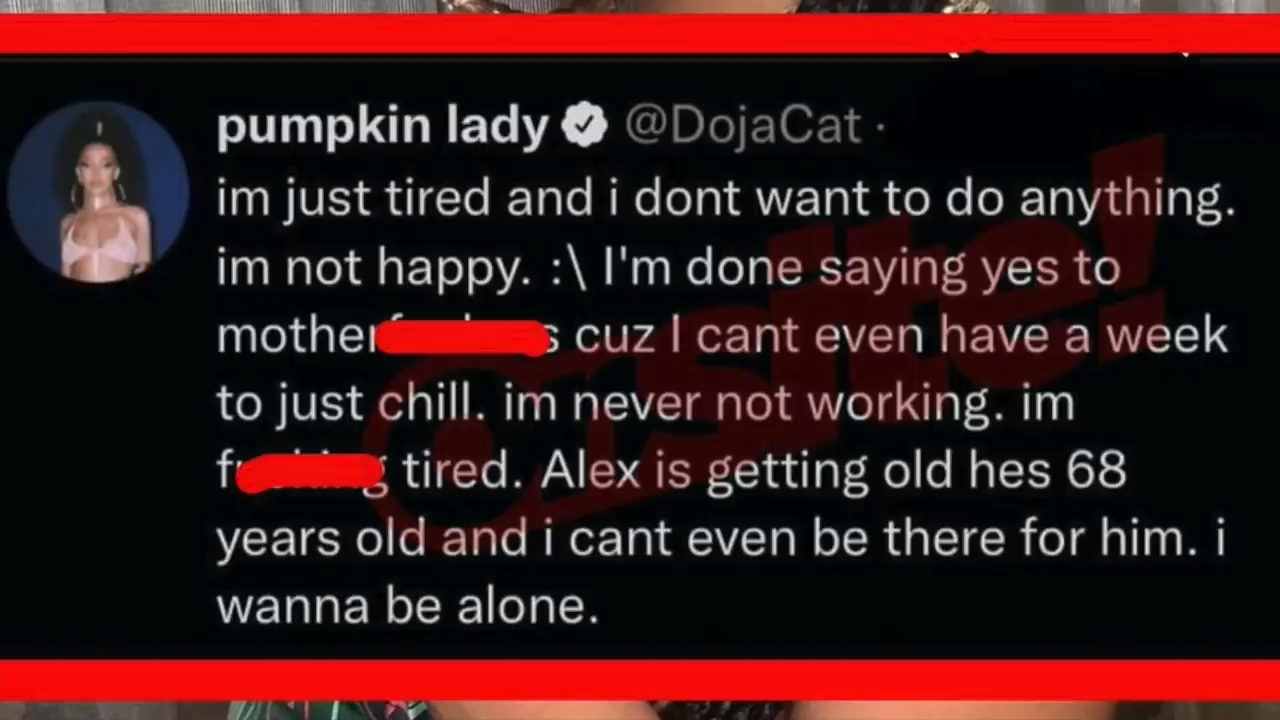 pumpkin lady @DojaCat ·
im just tired and i dont want to do anything.
im not happy. :\ I'm done saying yes to
mother s cuz I cant even have a week
to just chill. im never not working. im
f g tired. Alex is getting old hes 68
years old and i cant even be there for him. i
wanna be alone.